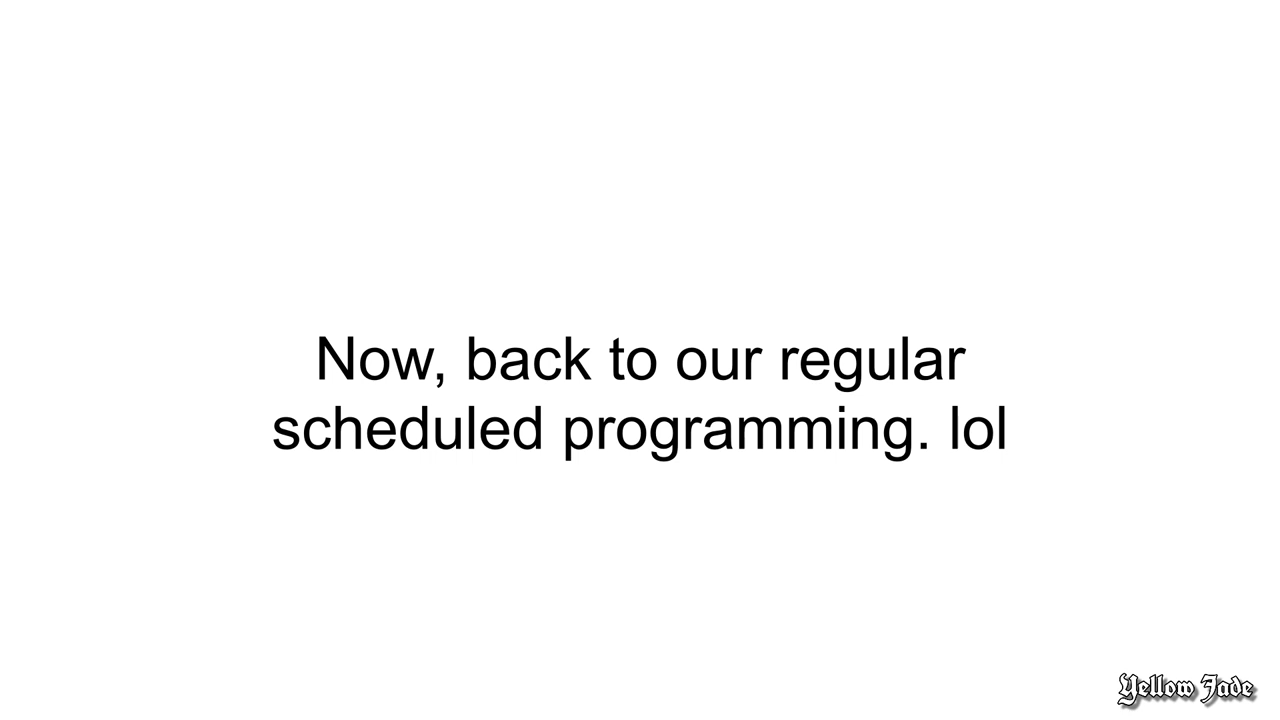 Now, back to our regular
scheduled programming. lol
Yellow Jade